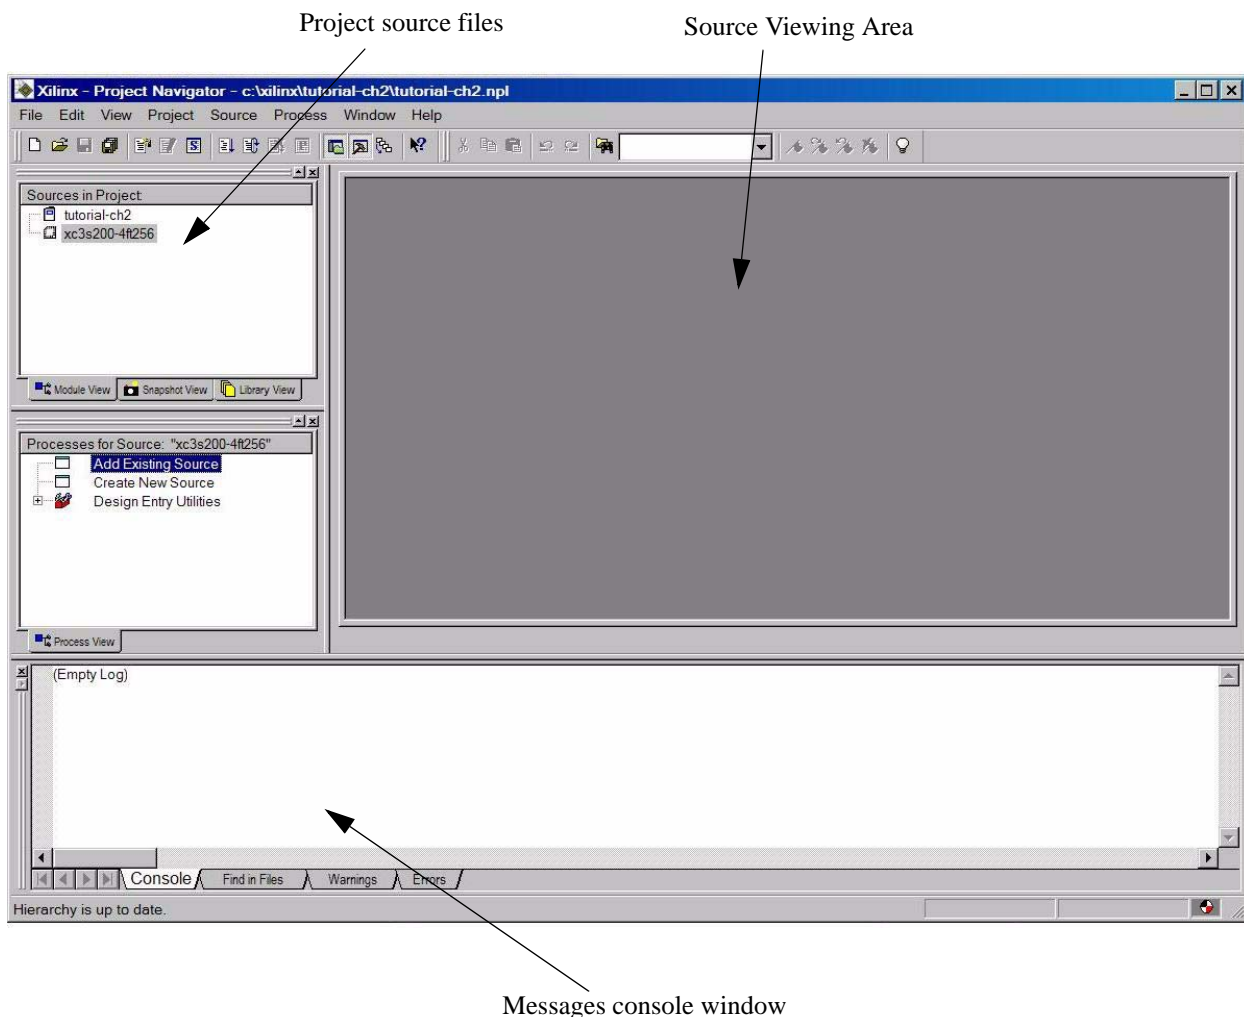 Project source files
Source Viewing Area
Xilinx - Project Navigator - c:\xilinx\tutorial-ch2\tutorial-ch2.npl
File Edit View Project Source Process Window Help
Sources in Project:
tutorial-ch2
xc3s200-4ft256
Module View Snapshot View Library View
Processes for Source: "xc3s200-4ft256"
Add Existing Source
Create New Source
Design Entry Utilities
Process View
(Empty Log)
Console Find in Files Warnings Errors
Hierarchy is up to date.
Messages console window